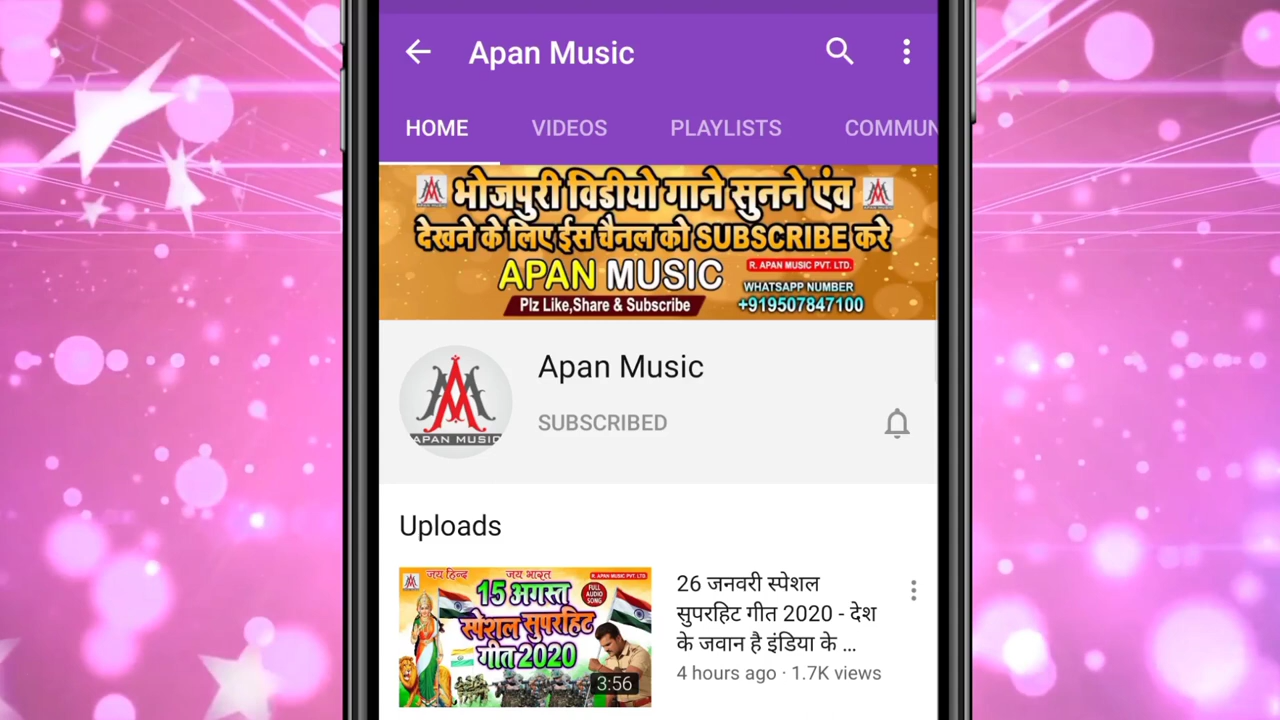 Apan Music
HOME VIDEOS PLAYLISTS COMMUN
भोजपुरी विडीयो गाने सुनने एंव
देखने के लिए ईस चैनल को SUBSCRIBE करे
APAN MUSIC
R. APAN MUSIC PVT. LTD.
WHATSAPP NUMBER
+919507847100
Plz Like,Share & Subscribe
Apan Music
SUBSCRIBED
APAN MUSIC
Uploads
जय हिन्द जय भारत
R. APAN MUSIC PVT. LTD
15 अगस्त
FULL
AUDIO
SONG
स्पेशल सुपरहिट
गीत 2020
3:56
26 जनवरी स्पेशल
सुपरहिट गीत 2020 - देश
के जवान है इंडिया के ...
4 hours ago · 1.7K views